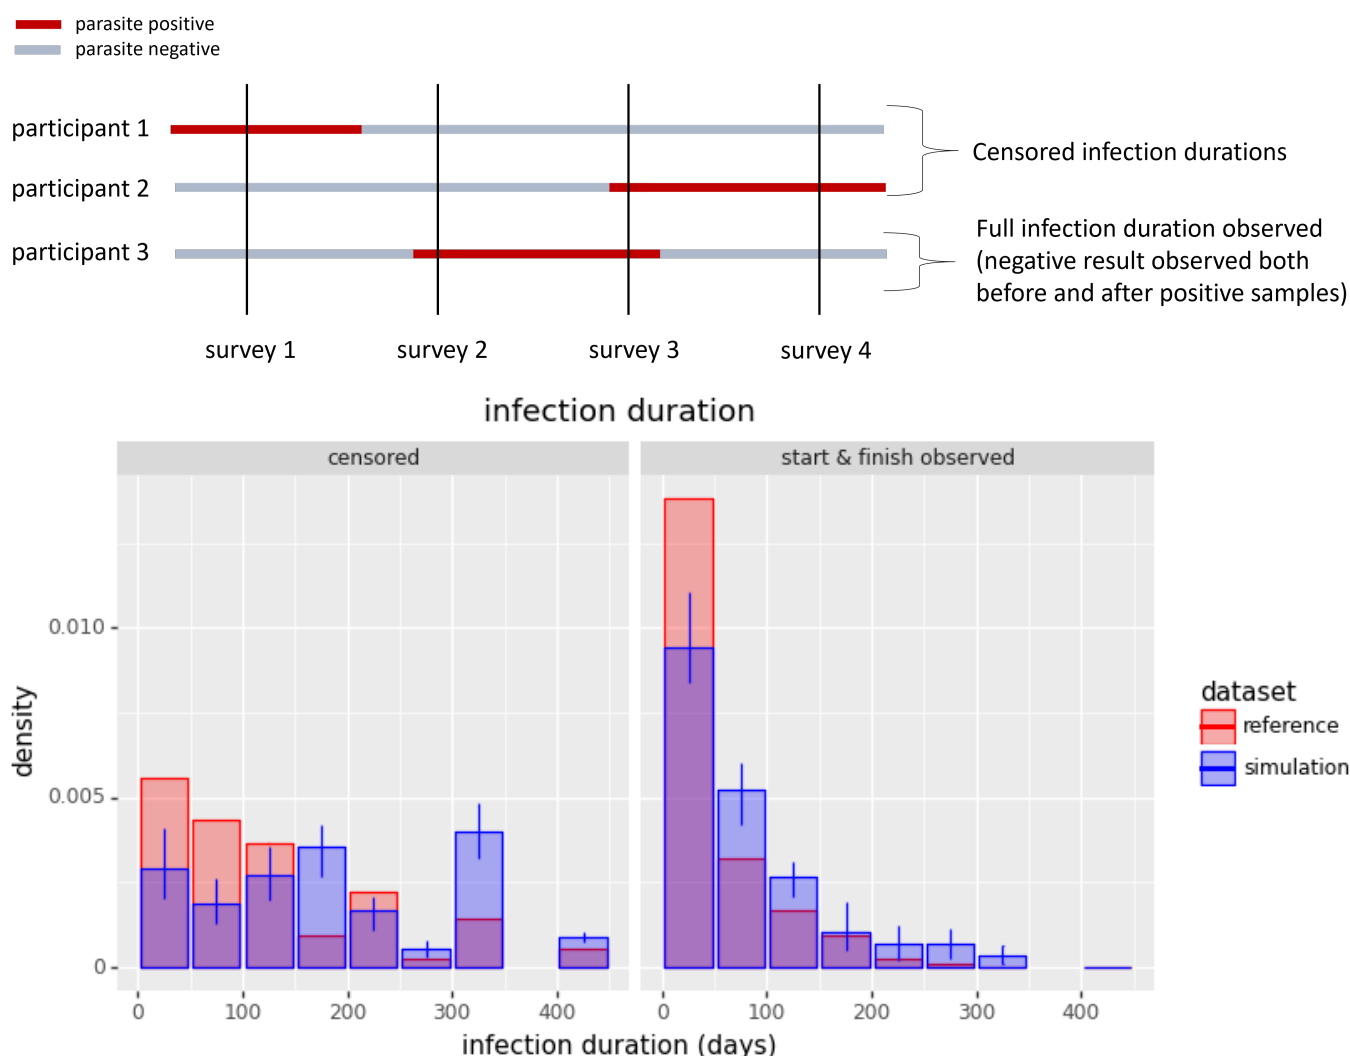 parasite positive
parasite negative
participant 1
Censored infection durations
participant 2
participant 3
Full infection duration observed
(negative result observed both
before and after positive samples)
survey 1
survey 2
survey 3
survey 4
infection duration
censored
start & finish observed
0.010
0.005
0
density
0
100
200
300
400
0
100
200
300
400
infection duration (days)
dataset
reference
simulation